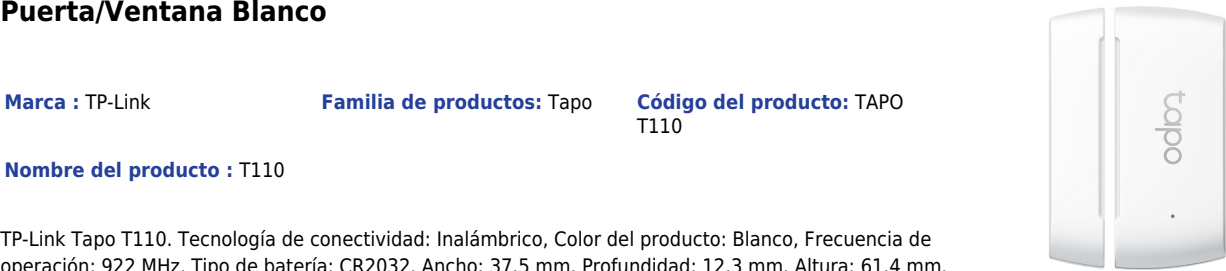 Puerta/Ventana Blanco
Marca : TP-Link Familia de productos: Tapo Código del producto: TAPO
T110
Nombre del producto : T110
TP-Link Tapo T110. Tecnología de conectividad: Inalámbrico, Color del producto: Blanco, Frecuencia de
operación: 922 MHz, Tipo de batería: CR2032. Ancho: 37,5 mm, Profundidad: 12,3 mm, Altura: 61,4 mm.
tapo